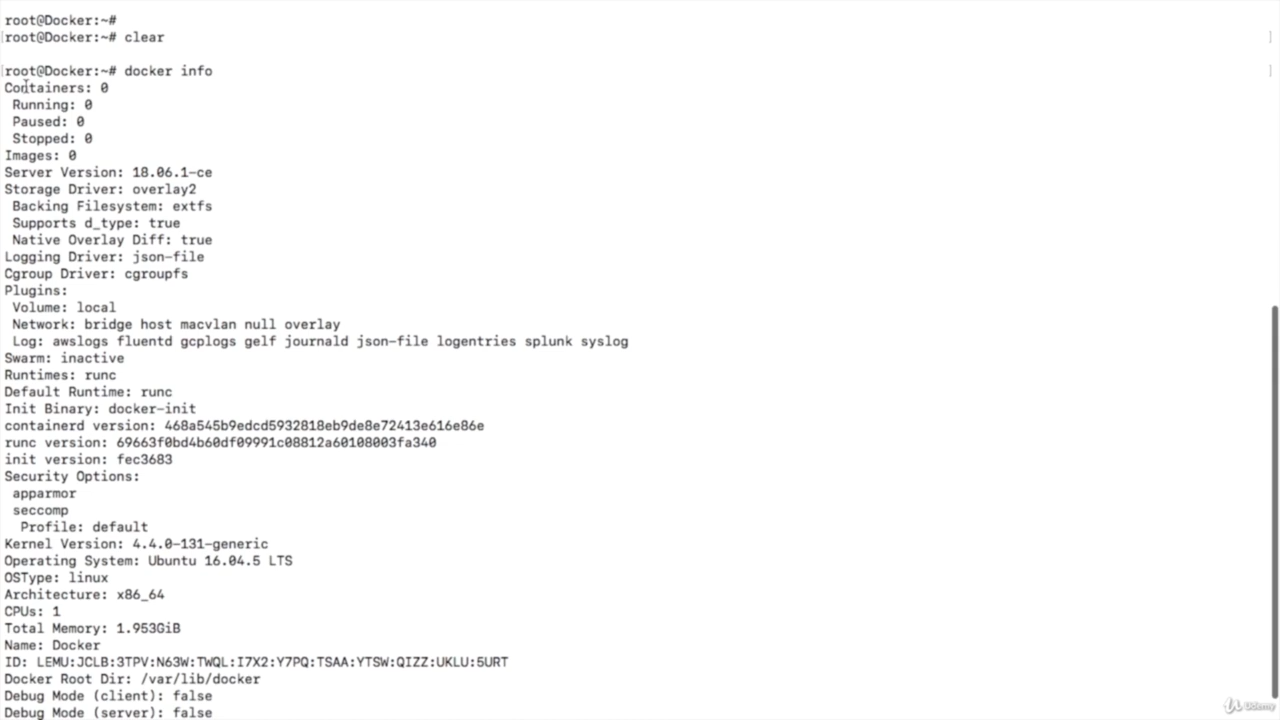 root@Docker:~#
[root@Docker:~# clear ]
[root@Docker:~# docker info ]
Containers: 0
 Running: 0
 Paused: 0
 Stopped: 0
Images: 0
Server Version: 18.06.1-ce
Storage Driver: overlay2
 Backing Filesystem: extfs
 Supports d_type: true
 Native Overlay Diff: true
Logging Driver: json-file
Cgroup Driver: cgroupfs
Plugins:
 Volume: local
 Network: bridge host macvlan null overlay
 Log: awslogs fluentd gcplogs gelf journald json-file logentries splunk syslog
Swarm: inactive
Runtimes: runc
Default Runtime: runc
Init Binary: docker-init
containerd version: 468a545b9edcd5932818eb9de8e72413e616e86e
runc version: 69663f0bd4b60df09991c08812a60108003fa340
init version: fec3683
Security Options:
 apparmor
 seccomp
  Profile: default
Kernel Version: 4.4.0-131-generic
Operating System: Ubuntu 16.04.5 LTS
OSType: linux
Architecture: x86_64
CPUs: 1
Total Memory: 1.953GiB
Name: Docker
ID: LEMU:JCLB:3TPV:N63W:TWQL:I7X2:Y7PQ:TSAA:YTSW:QIZZ:UKLU:5URT
Docker Root Dir: /var/lib/docker
Debug Mode (client): false
Debug Mode (server): false
Udemy